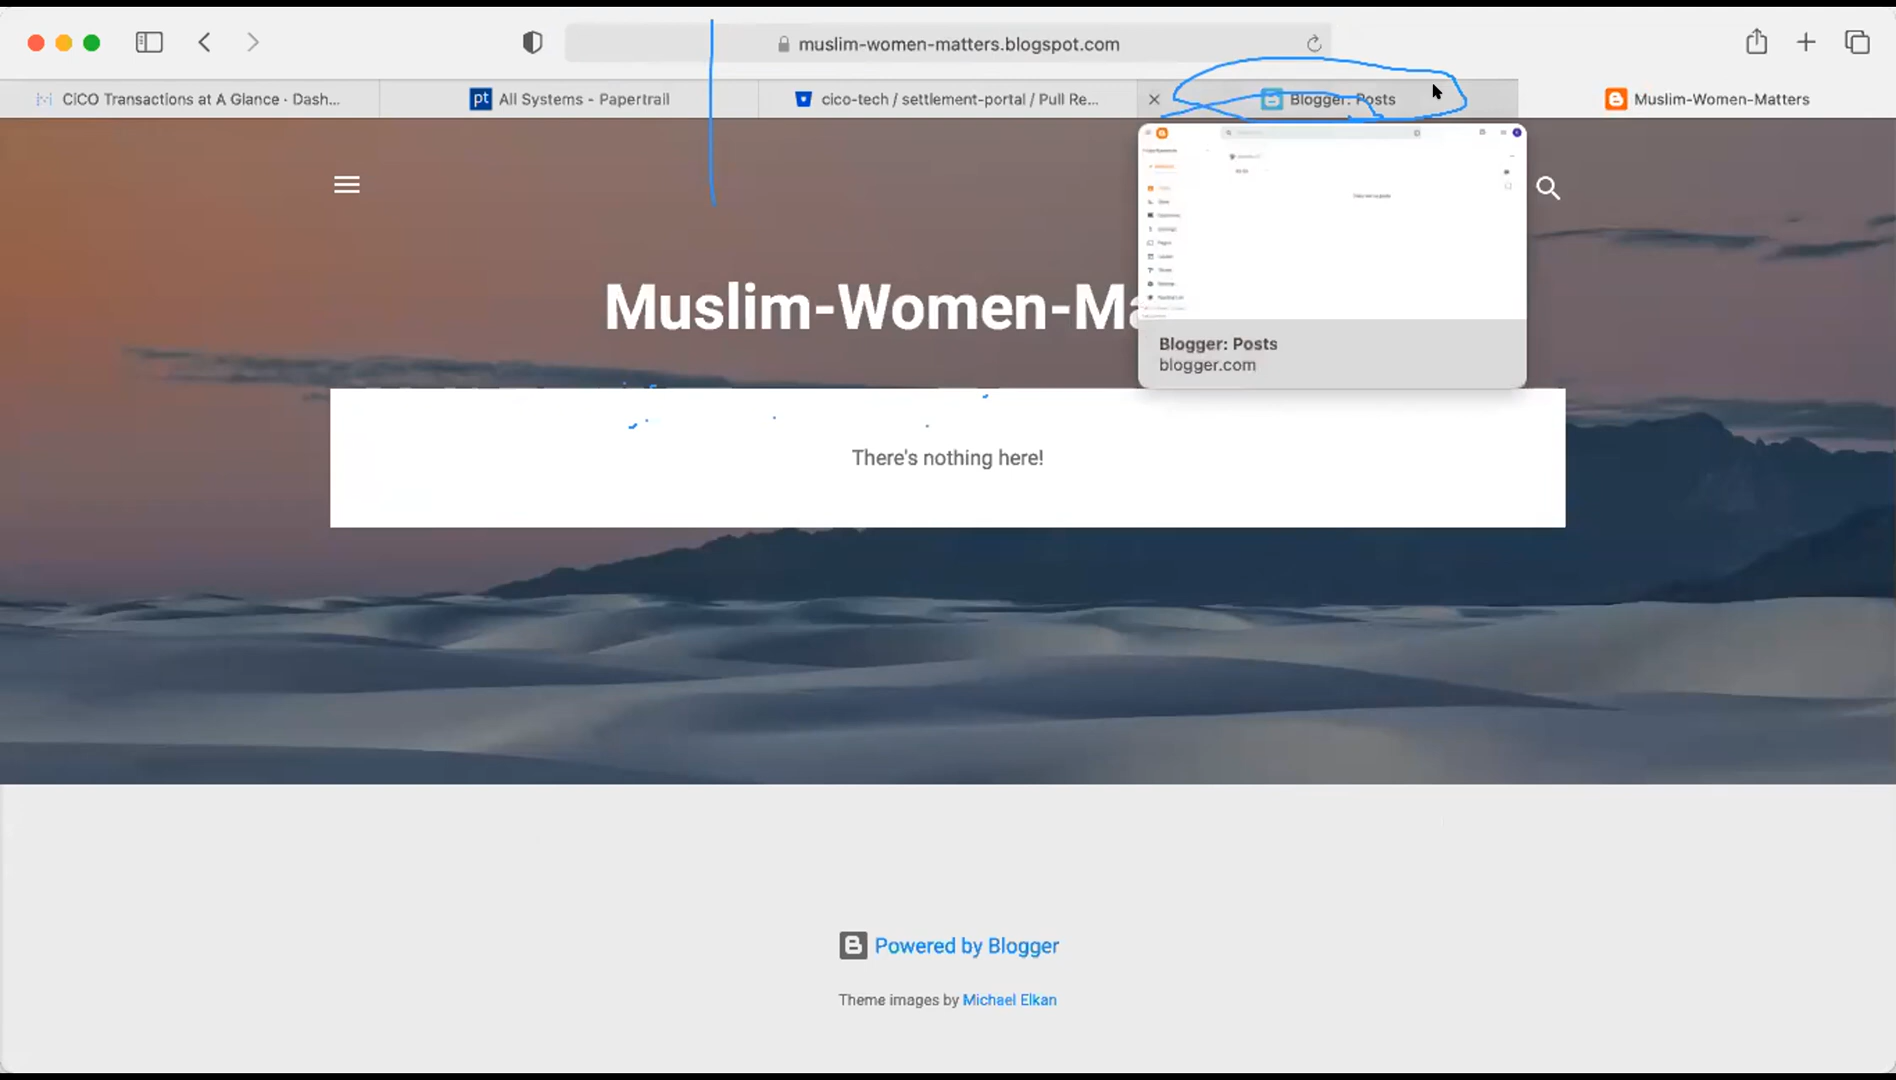 muslim-women-matters.blogspot.com
CiCO Transactions at A Glance · Dash...
pt All Systems - Papertrail
cico-tech / settlement-portal / Pull Re...
Blogger: Posts
Muslim-Women-Matters
Muslim-Women-Ma
Blogger: Posts
blogger.com
There's nothing here!
Powered by Blogger
Theme images by Michael Elkan